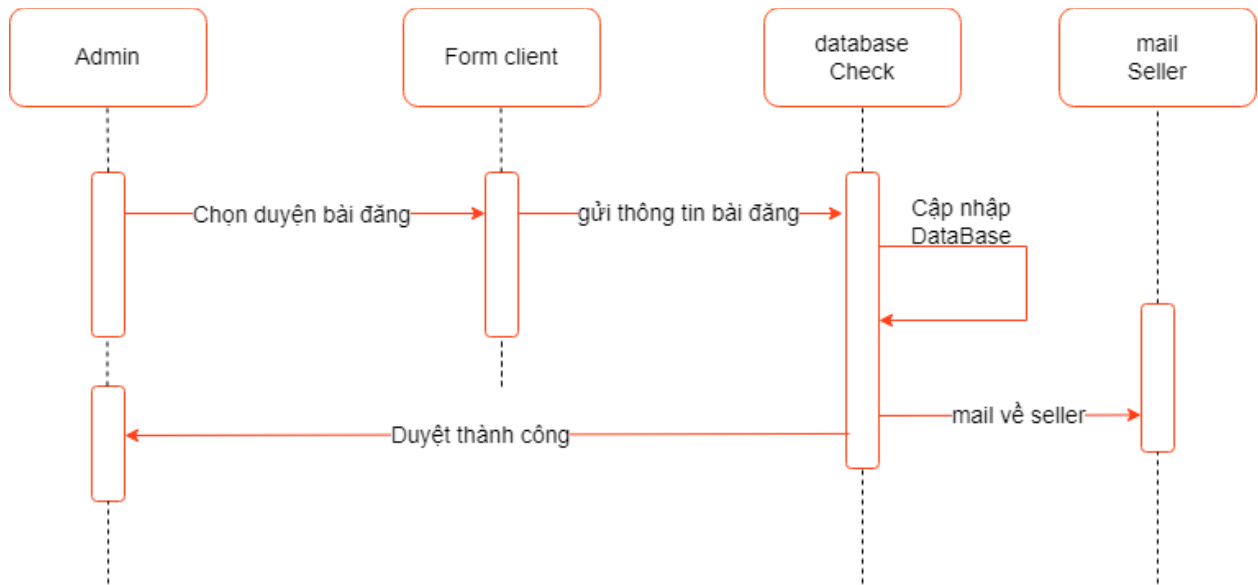 Admin
Form client
database
Check
mail
Seller
Chọn duyện bài đăng
gửi thông tin bài đăng
Cập nhập
DataBase
mail về seller
Duyệt thành công